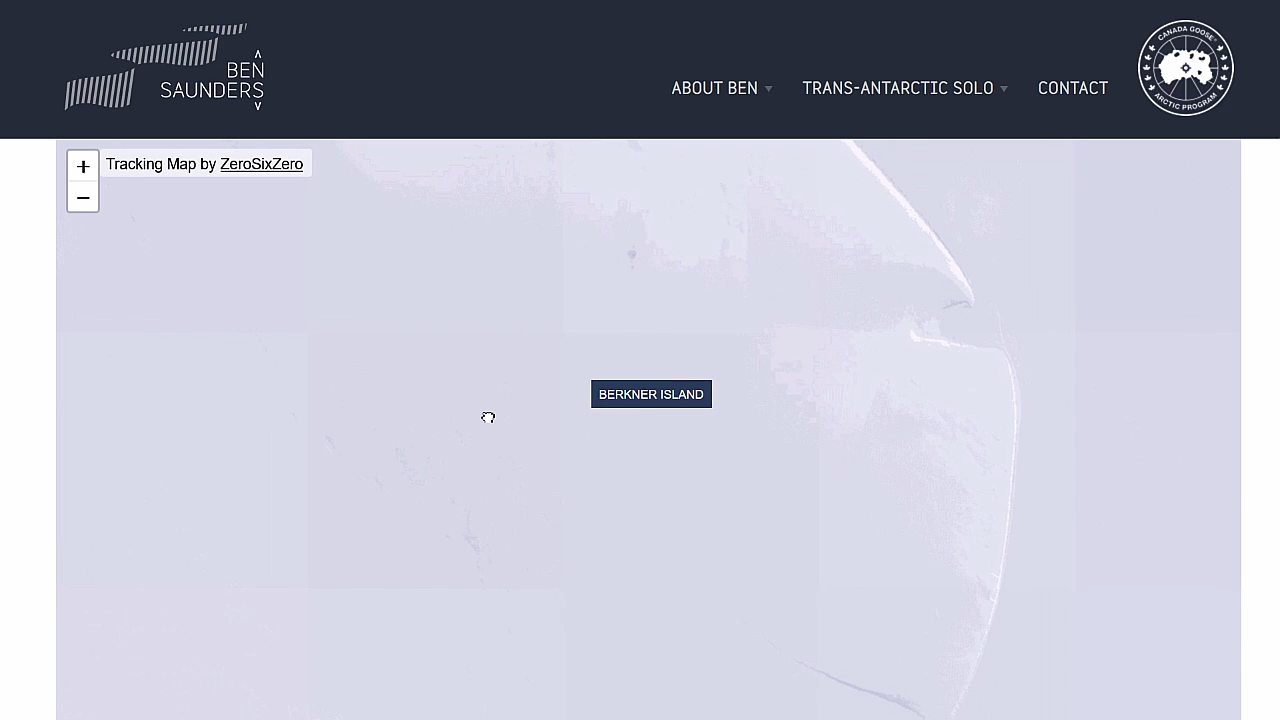 BEN
SAUNDERS
ABOUT BEN
TRANS-ANTARCTIC SOLO
CONTACT
CANADA GOOSE
ARCTIC PROGRAM
+
Tracking Map by ZeroSixZero
−
BERKNER ISLAND